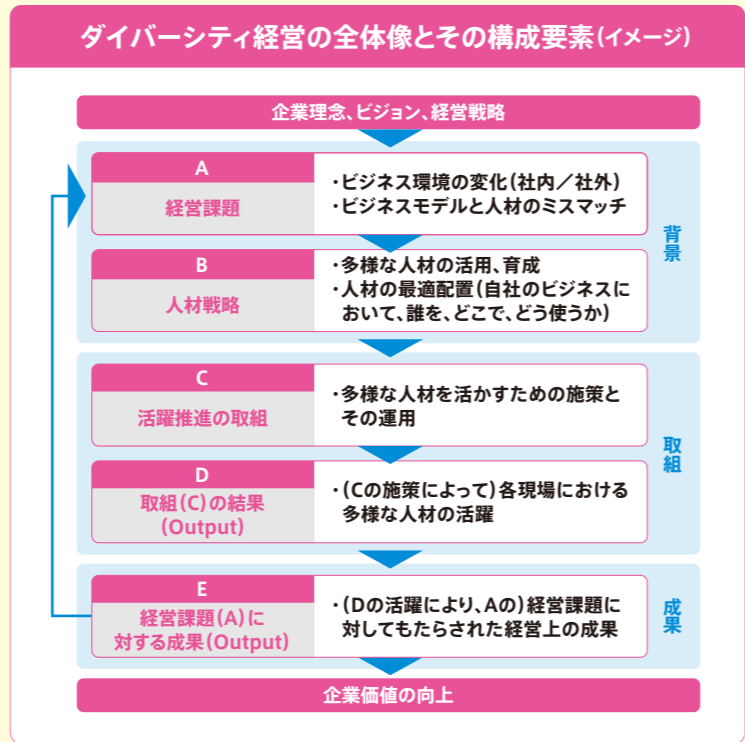 ダイバーシティ経営の全体像とその構成要素(イメージ)
企業理念、ビジョン、経営戦略
A
経営課題
・ビジネス環境の変化(社内／社外)
・ビジネスモデルと人材のミスマッチ
B
人材戦略
・多様な人材の活用、育成
・人材の最適配置(自社のビジネスに
おいて、誰を、どこで、どう使うか)
背景
C
活躍推進の取組
・多様な人材を活かすための施策と
その運用
D
取組(C)の結果
(Output)
・(Cの施策によって)各現場における
多様な人材の活躍
取組
E
経営課題(A)に
対する成果(Output)
・(Dの活躍により、Aの)経営課題に
対してもたらされた経営上の成果
成果
企業価値の向上